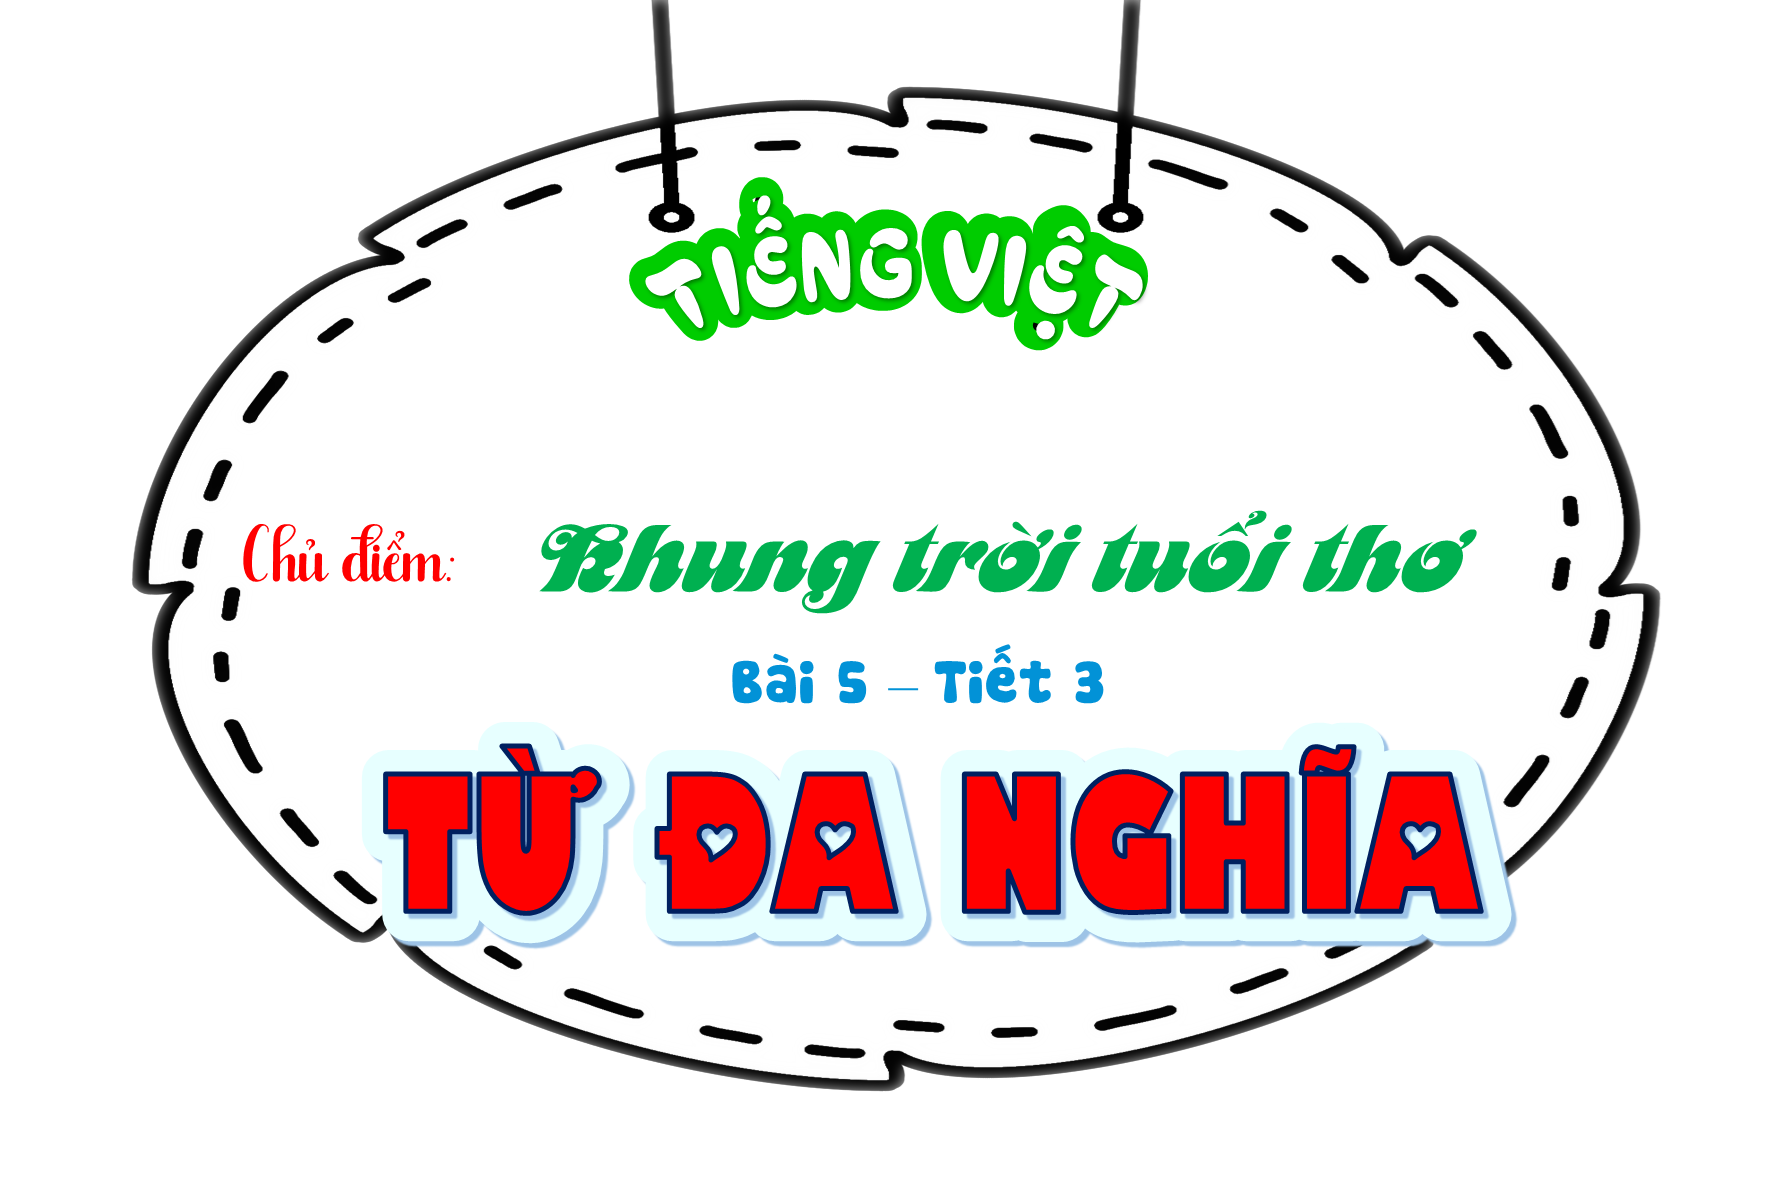 TIẾNG VIỆT
Chủ điểm: Khung trời tuổi thơ
Bài 5 – Tiết 3
TỪ ĐA NGHĨA